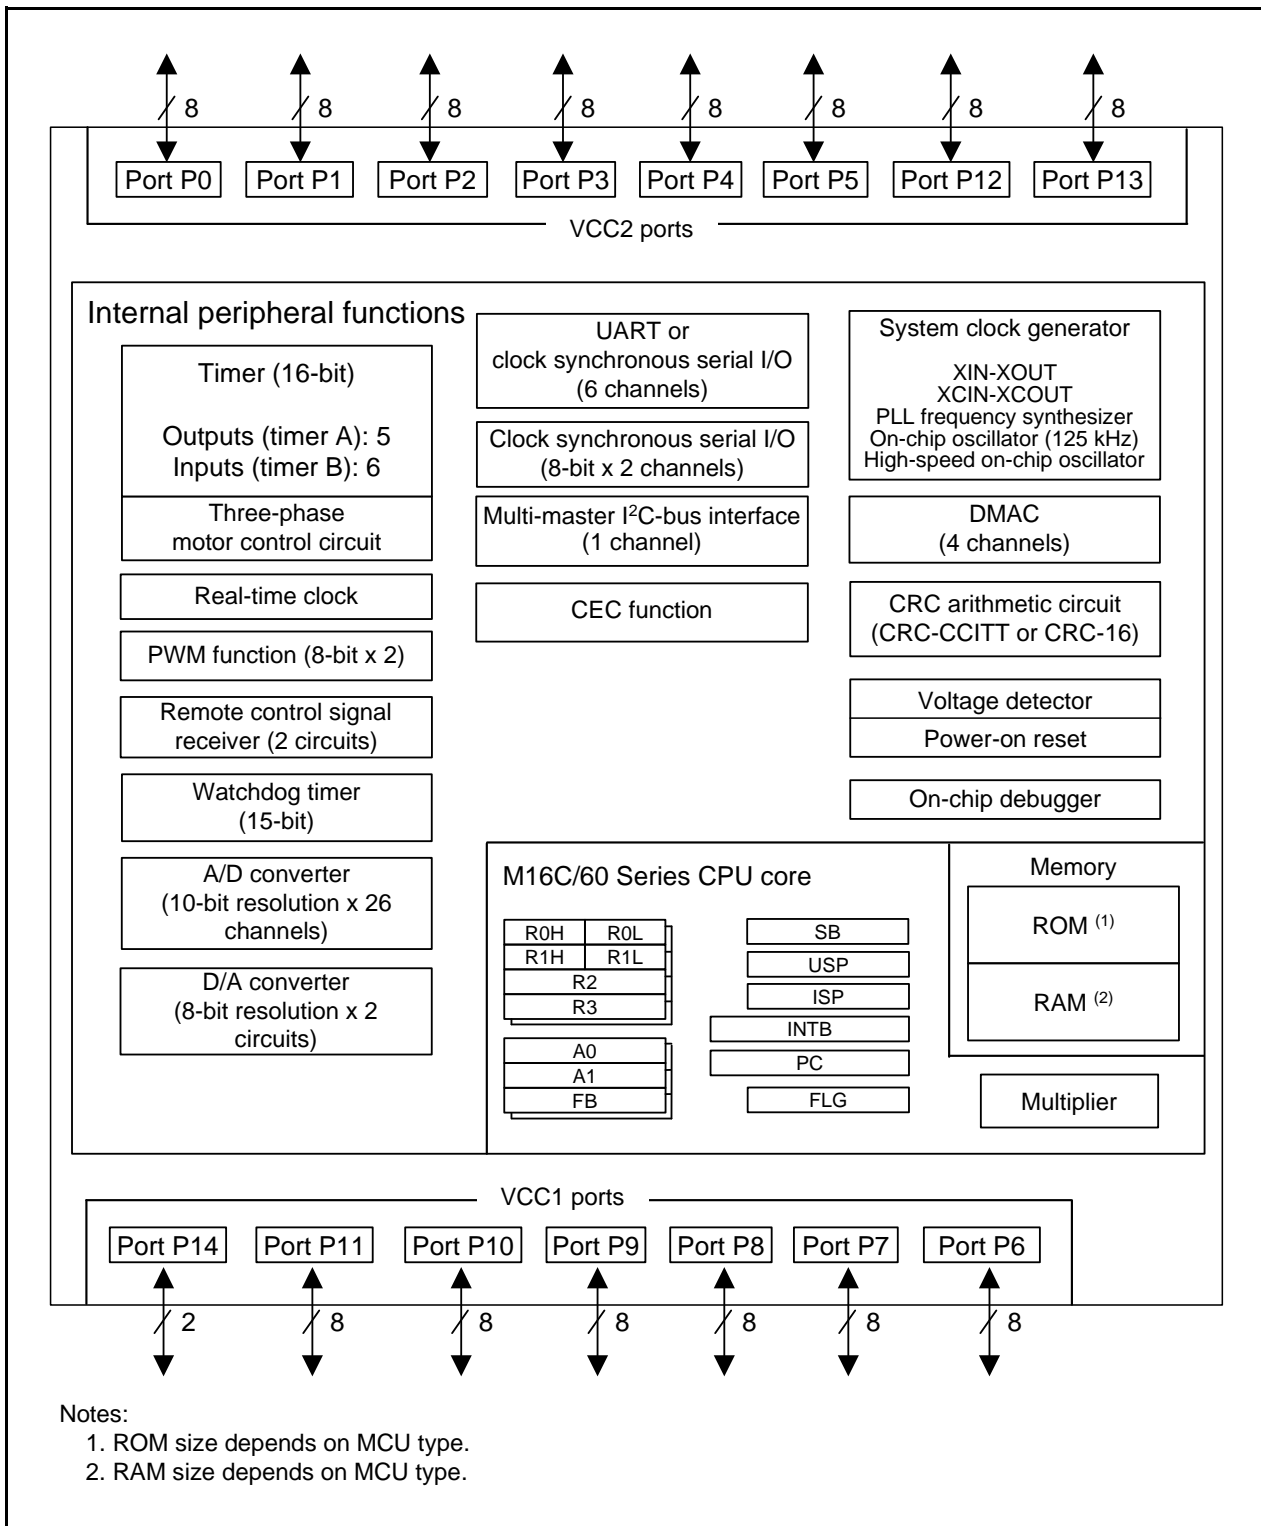 8 8 8 8 8 8 8 8
Port P0 Port P1 Port P2 Port P3 Port P4 Port P5 Port P12 Port P13
VCC2 ports
Internal peripheral functions
Timer (16-bit)
Outputs (timer A): 5
Inputs (timer B): 6
Three-phase
motor control circuit
Real-time clock
PWM function (8-bit x 2)
Remote control signal
receiver (2 circuits)
Watchdog timer
(15-bit)
A/D converter
(10-bit resolution x 26
channels)
D/A converter
(8-bit resolution x 2
circuits)
UART or
clock synchronous serial I/O
(6 channels)
Clock synchronous serial I/O
(8-bit x 2 channels)
Multi-master I²C-bus interface
(1 channel)
CEC function
System clock generator
XIN-XOUT
XCIN-XCOUT
PLL frequency synthesizer
On-chip oscillator (125 kHz)
High-speed on-chip oscillator
DMAC
(4 channels)
CRC arithmetic circuit
(CRC-CCITT or CRC-16)
Voltage detector
Power-on reset
On-chip debugger
M16C/60 Series CPU core
R0H R0L
R1H R1L
R2
R3
A0
A1
FB
SB
USP
ISP
INTB
PC
FLG
Memory
ROM (1)
RAM (2)
Multiplier
VCC1 ports
Port P14 Port P11 Port P10 Port P9 Port P8 Port P7 Port P6
2 8 8 8 8 8 8
Notes:
1. ROM size depends on MCU type.
2. RAM size depends on MCU type.